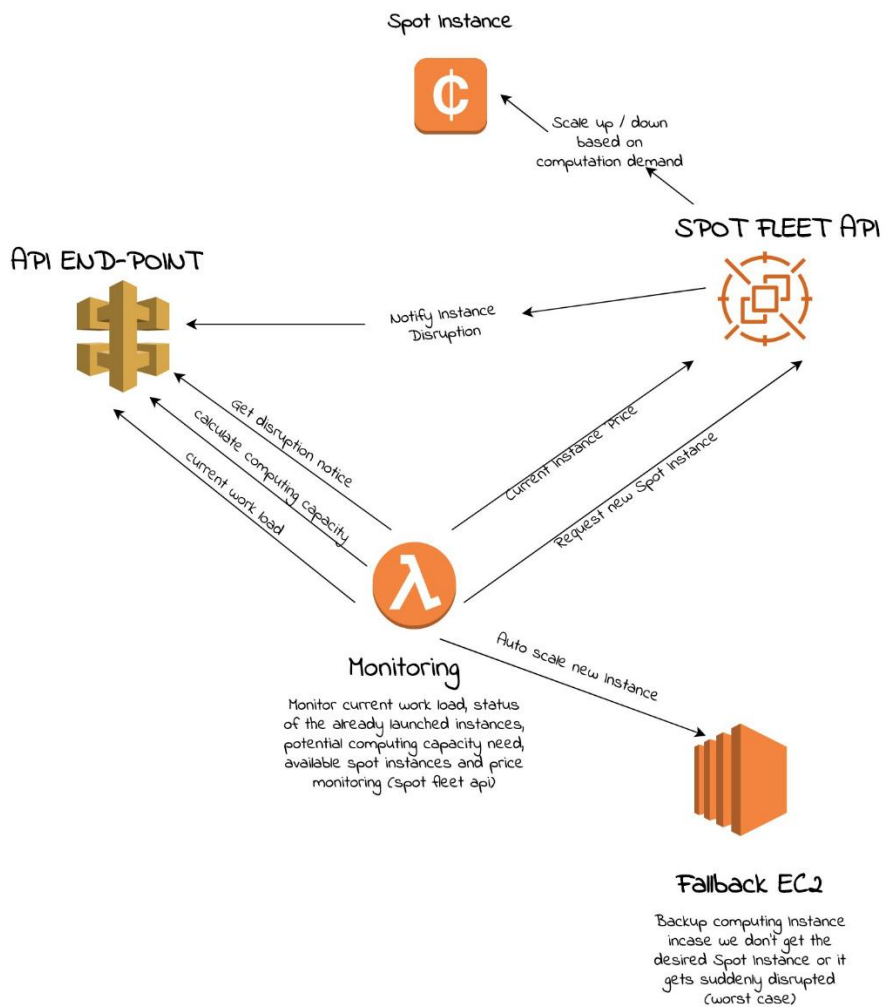 Spot Instance
¢
Scale up / down
based on
computation demand
SPOT FLEET API
API END-POINT
Notify Instance
Disruption
Get disruption notice
calculate computing capacity
current work load
Current Instance Price
Request new Spot Instance
λ
Auto scale new Instance
Monitoring
Monitor current work load, status
of the already launched instances,
potential computing capacity need,
available spot instances and price
monitoring (spot fleet api)
Fallback EC2
Backup computing Instance
incase we don't get the
desired Spot Instance or it
gets suddenly disrupted
(worst case)